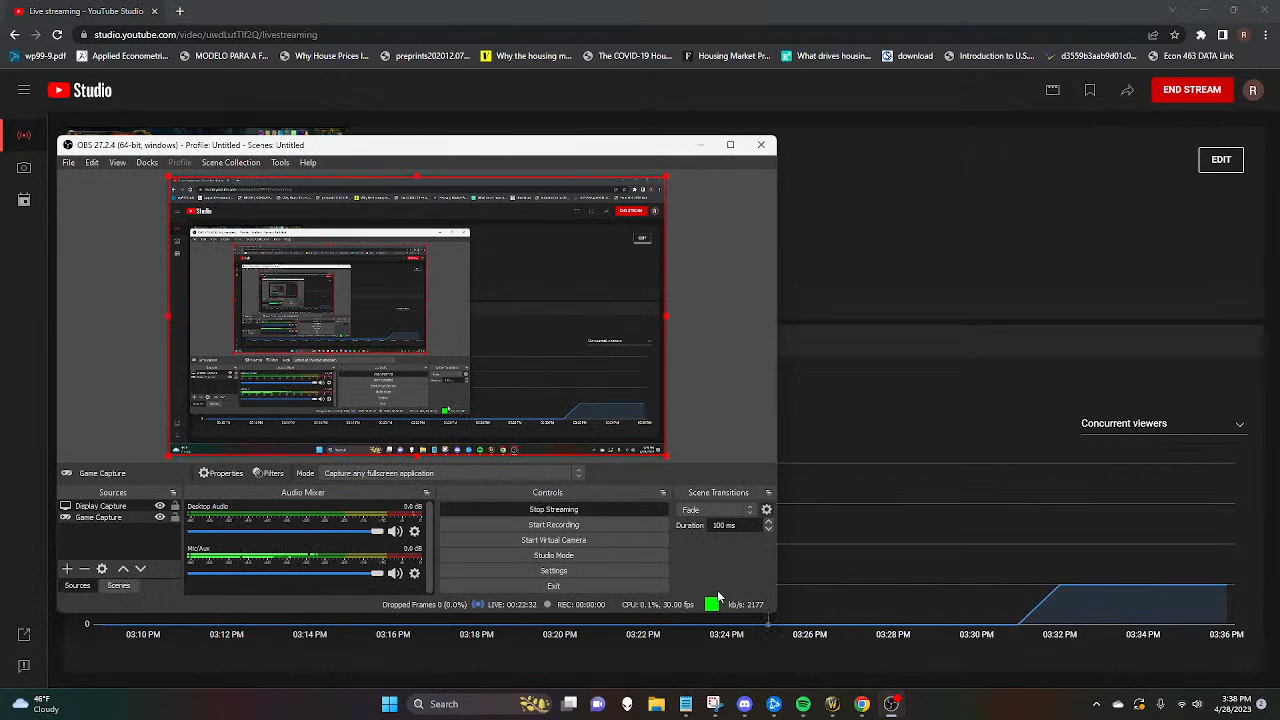 Live streaming - YouTube Studio
studio.youtube.com/video/uwdLutTIf2Q/livestreaming
wp99-9.pdf
Applied Econometri...
MODELO PARA A F...
Why House Prices I...
preprints202012.07...
Why the housing m...
The COVID-19 Hou...
Housing Market Pr...
What drives housin...
download
Introduction to U.S...
d3559b3aab6c7f3...
Econ 463 DATA Link
Studio
END STREAM
R
EDIT
OBS 27.2.4 (64-bit, windows) - Profile: Untitled - Scenes: Untitled
File Edit View Docks Profile Scene Collection Tools Help
Game Capture
Properties
Filters
Mode
Capture any fullscreen application
Sources
Audio Mixer
Controls
Scene Transitions
Display Capture
Game Capture
Desktop Audio
0.0 dB
Mic/Aux
0.0 dB
Stop Streaming
Start Recording
Start Virtual Camera
Studio Mode
Settings
Exit
Fade
Duration
100 ms
Sources
Scenes
Dropped Frames 0 (0.0%)
LIVE: 00:22:32
REC: 00:00:00
CPU: 0.1%, 30.00 fps
kb/s: 2177
Concurrent viewers
0
03:10 PM
03:12 PM
03:14 PM
03:16 PM
03:18 PM
03:20 PM
03:22 PM
03:24 PM
03:26 PM
03:28 PM
03:30 PM
03:32 PM
03:34 PM
03:36 PM
46°F
Cloudy
Search
3:38 PM
4/28/2023